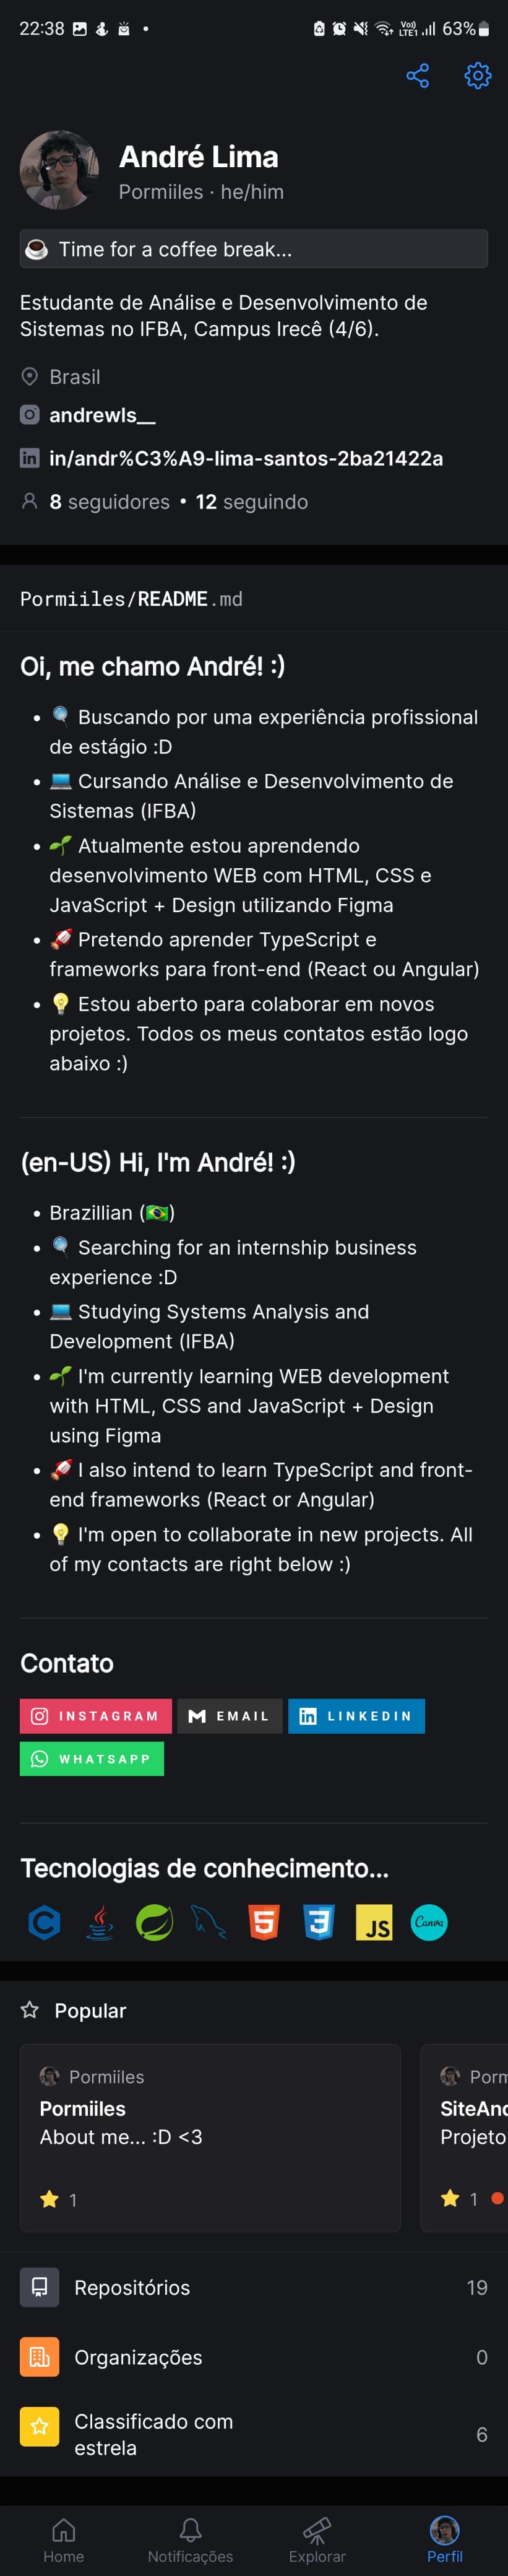 22:38
Vo))
LTE1
63%
André Lima
Pormiiles · he/him
Time for a coffee break...
Estudante de Análise e Desenvolvimento de
Sistemas no IFBA, Campus Irecê (4/6).
Brasil
andrewls__
in/andr%C3%A9-lima-santos-2ba21422a
8 seguidores • 12 seguindo
Pormiiles/README.md
Oi, me chamo André! :)
• 🔍 Buscando por uma experiência profissional
de estágio :D
• 💻 Cursando Análise e Desenvolvimento de
Sistemas (IFBA)
• 🌱 Atualmente estou aprendendo
desenvolvimento WEB com HTML, CSS e
JavaScript + Design utilizando Figma
• 🚀 Pretendo aprender TypeScript e
frameworks para front-end (React ou Angular)
• 💡 Estou aberto para colaborar em novos
projetos. Todos os meus contatos estão logo
abaixo :)
(en-US) Hi, I'm André! :)
• Brazillian (🇧🇷)
• 🔍 Searching for an internship business
experience :D
• 💻 Studying Systems Analysis and
Development (IFBA)
• 🌱 I'm currently learning WEB development
with HTML, CSS and JavaScript + Design
using Figma
• 🚀 I also intend to learn TypeScript and front-
end frameworks (React or Angular)
• 💡 I'm open to collaborate in new projects. All
of my contacts are right below :)
Contato
INSTAGRAM EMAIL LINKEDIN
WHATSAPP
Tecnologias de conhecimento...
C 5 3 JS Canva
Popular
Pormiiles Porm
Pormiiles SiteAnd
About me... :D <3 Projeto
1 1
Repositórios 19
Organizações 0
Classificado com
estrela 6
Home Notificações Explorar Perfil